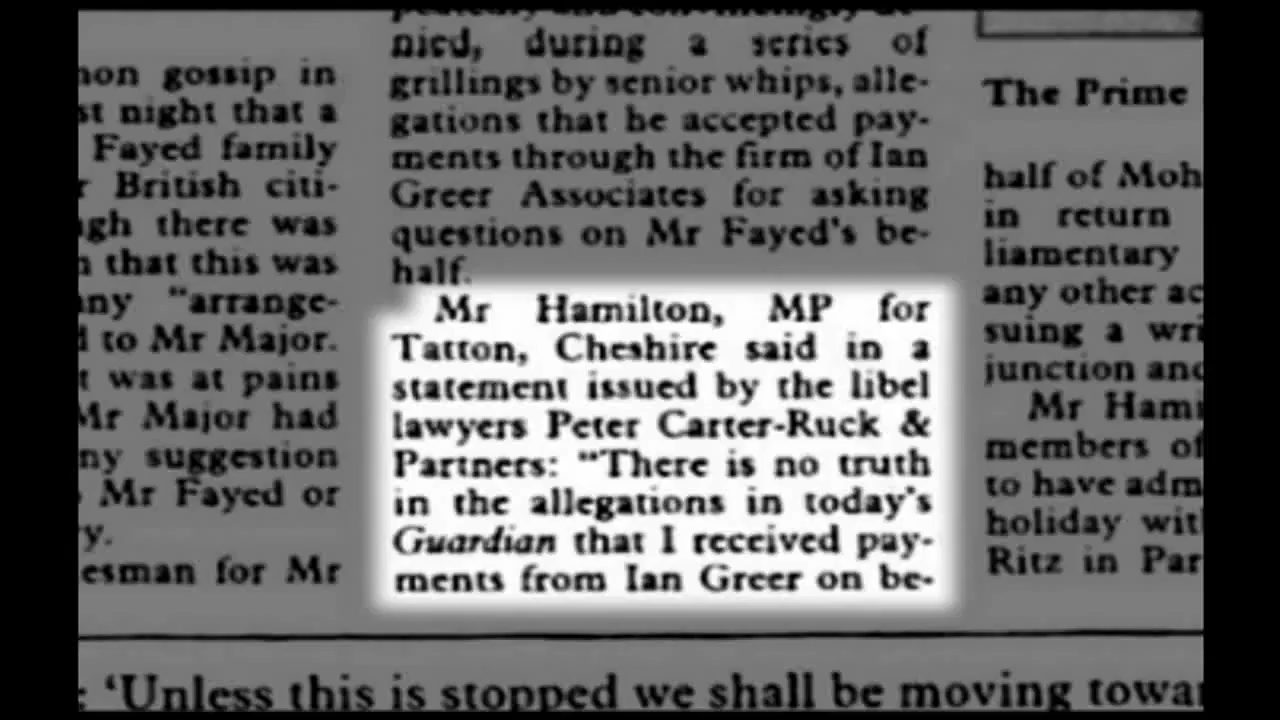 non gossip in
st night that a
Fayed family
r British citi-
gh there was
n that this was
ny "arrange-
d to Mr Major.
t was at pains
Mr Major had
ny suggestion
Mr Fayed or
y.
esman for Mr
nied, during a series of
grillings by senior whips, alle-
gations that he accepted pay-
ments through the firm of Ian
Greer Associates for asking
questions on Mr Fayed's be-
half.
Mr Hamilton, MP for
Tatton, Cheshire said in a
statement issued by the libel
lawyers Peter Carter-Ruck &
Partners: "There is no truth
in the allegations in today's
Guardian that I received pay-
ments from Ian Greer on be-
The Prime
half of Moh
in return
liamentary
any other ac
suing a wri
junction and
Mr Hami
members of
to have adm
holiday wit
Ritz in Par
: 'Unless this is stopped we shall be moving towar